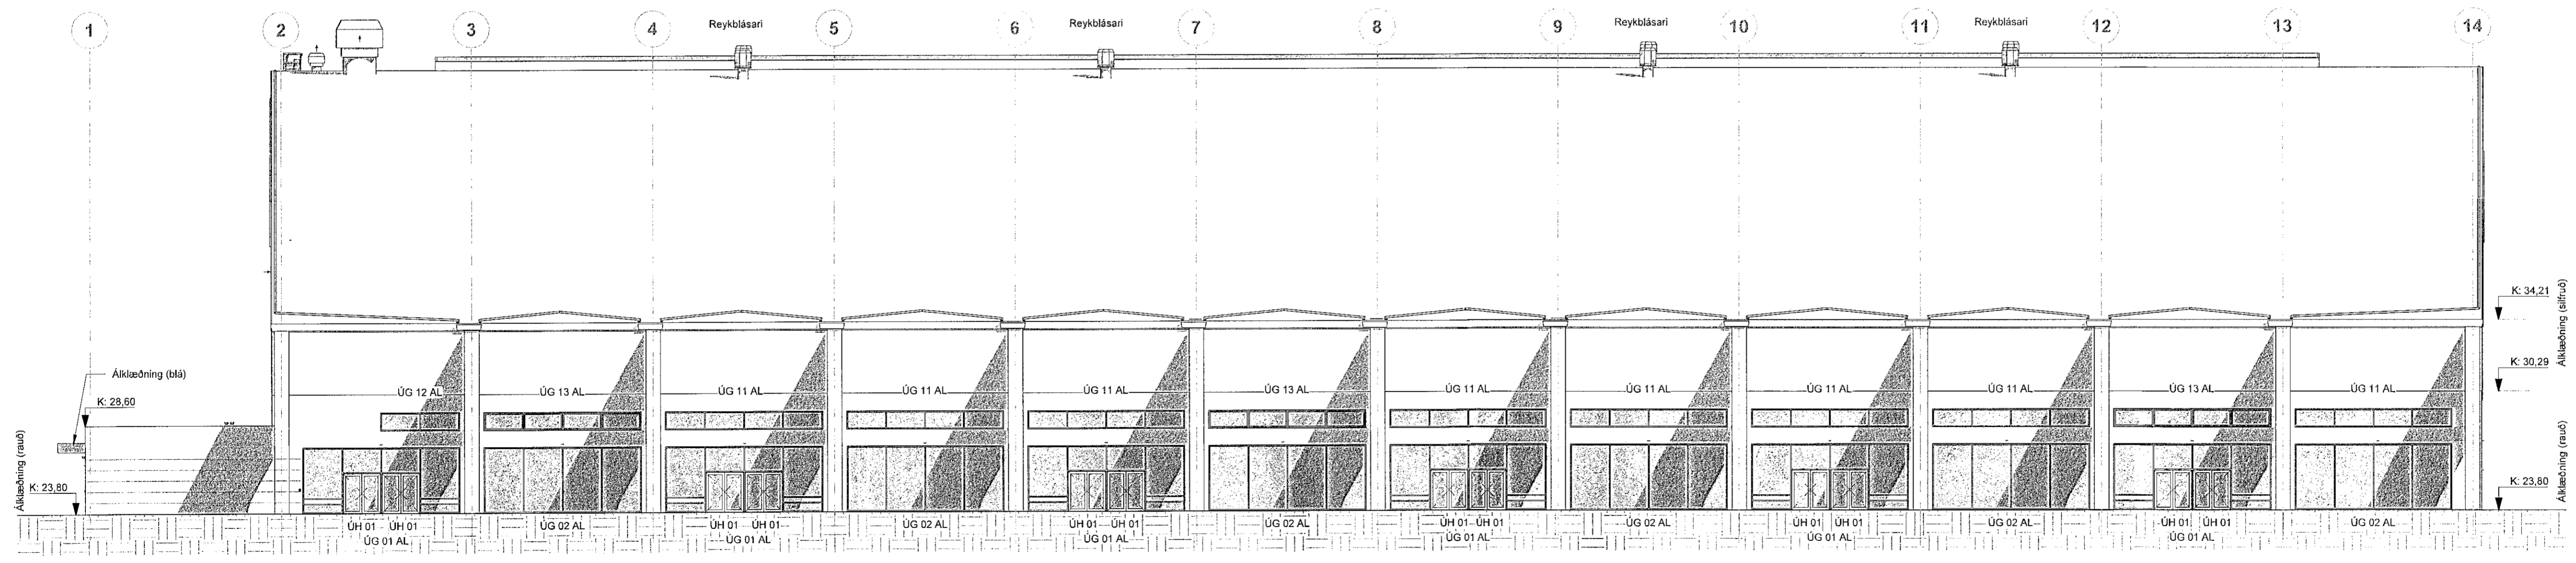 1 2 3 4 Reykblásari 5 6 Reykblásari 7 8 9 Reykblásari 10 11 Reykblásari 12 13 14
K: 34,21
Álklæðning (silfruð)
K: 30,29
Álklæðning (blá)
ÚG 12 AL ÚG 13 AL ÚG 11 AL ÚG 11 AL ÚG 11 AL ÚG 13 AL ÚG 11 AL ÚG 11 AL ÚG 11 AL ÚG 11 AL ÚG 13 AL ÚG 11 AL
K: 28,60
Álklæðning (rauð)
K: 23,80
K: 23,80
Álklæðning (rauð)
ÚH 01 ÚH 01 ÚG 02 AL ÚH 01 ÚH 01 ÚG 02 AL ÚH 01 ÚH 01 ÚG 02 AL ÚH 01 ÚH 01 ÚG 02 AL ÚH 01 ÚH 01 ÚG 02 AL ÚH 01 ÚH 01 ÚG 02 AL
ÚG 01 AL ÚG 01 AL ÚG 01 AL ÚG 01 AL ÚG 01 AL ÚG 01 AL